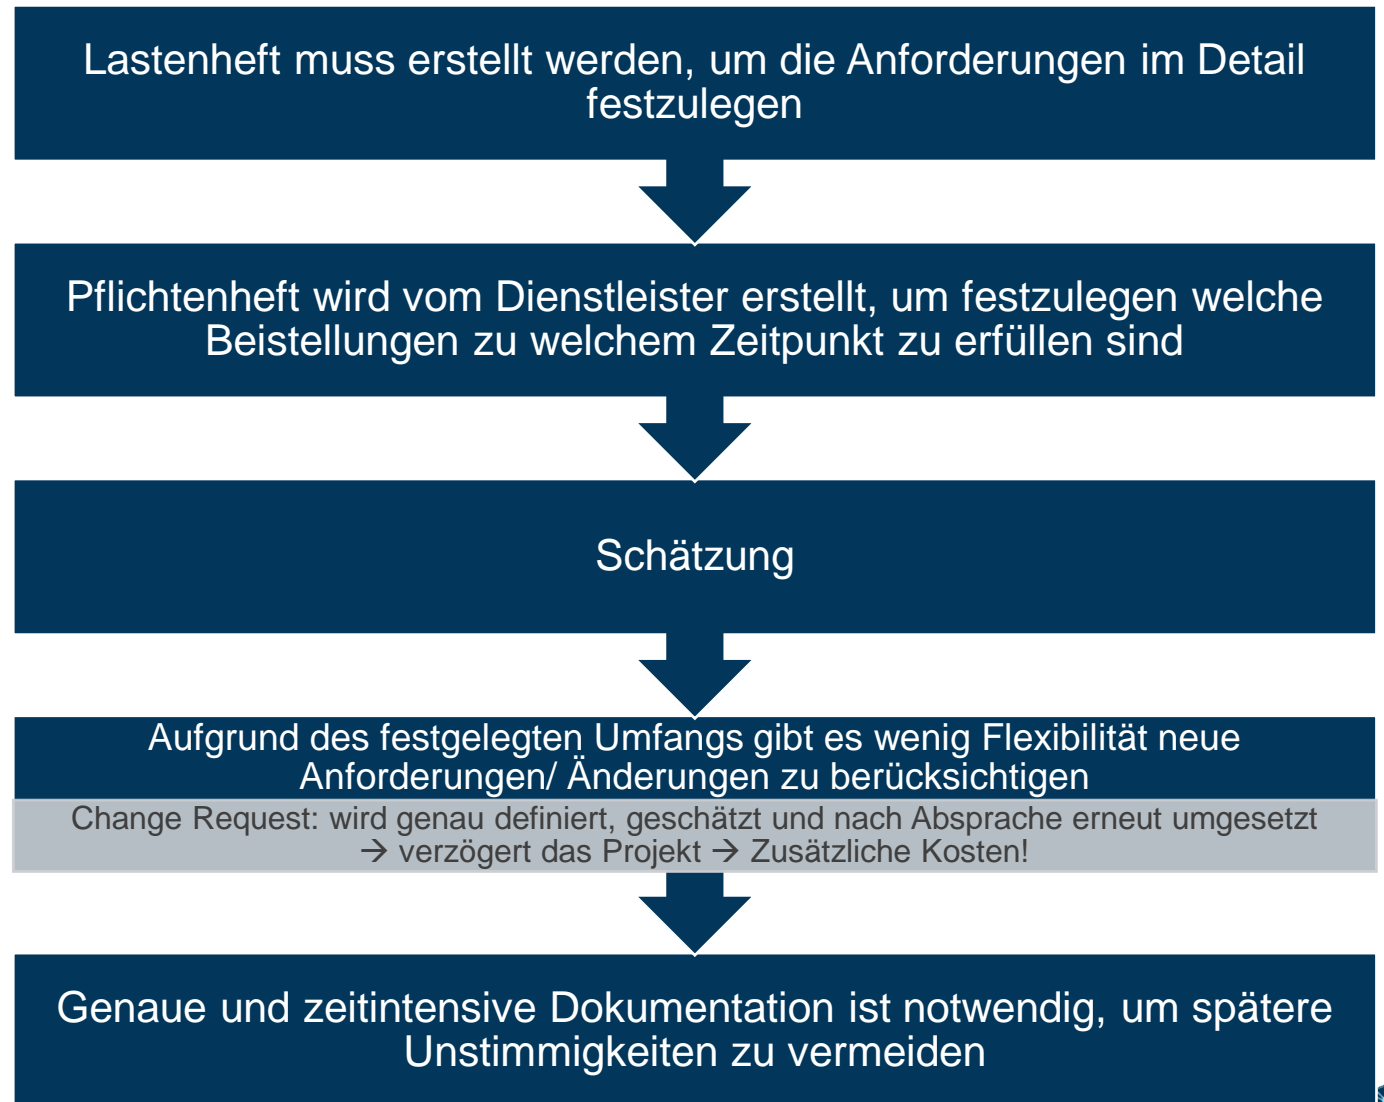 Lastenheft muss erstellt werden, um die Anforderungen im Detail
festzulegen
Pflichtenheft wird vom Dienstleister erstellt, um festzulegen welche
Beistellungen zu welchem Zeitpunkt zu erfüllen sind
Schätzung
Aufgrund des festgelegten Umfangs gibt es wenig Flexibilität neue
Anforderungen/ Änderungen zu berücksichtigen
Change Request: wird genau definiert, geschätzt und nach Absprache erneut umgesetzt
→ verzögert das Projekt → Zusätzliche Kosten!
Genaue und zeitintensive Dokumentation ist notwendig, um spätere
Unstimmigkeiten zu vermeiden